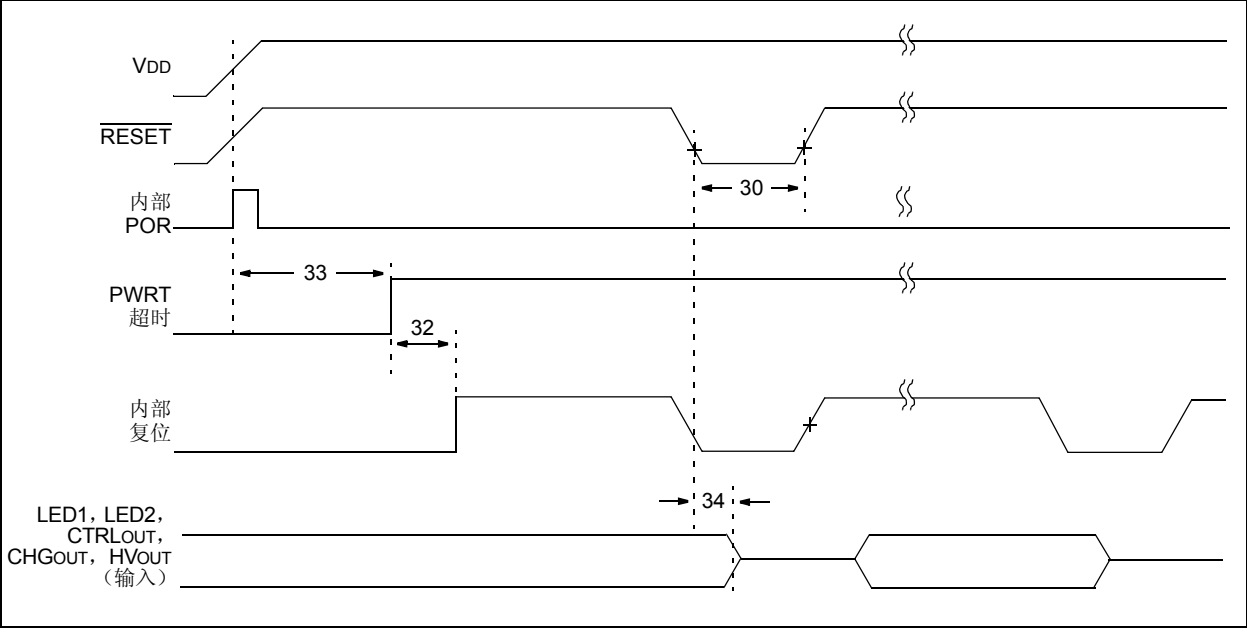 VDD
RESET
内部
POR
30
33
PWRT
超时
32
内部
复位
34
LED1，LED2，
CTRLOUT，
CHGOUT，HVOUT
（输入）